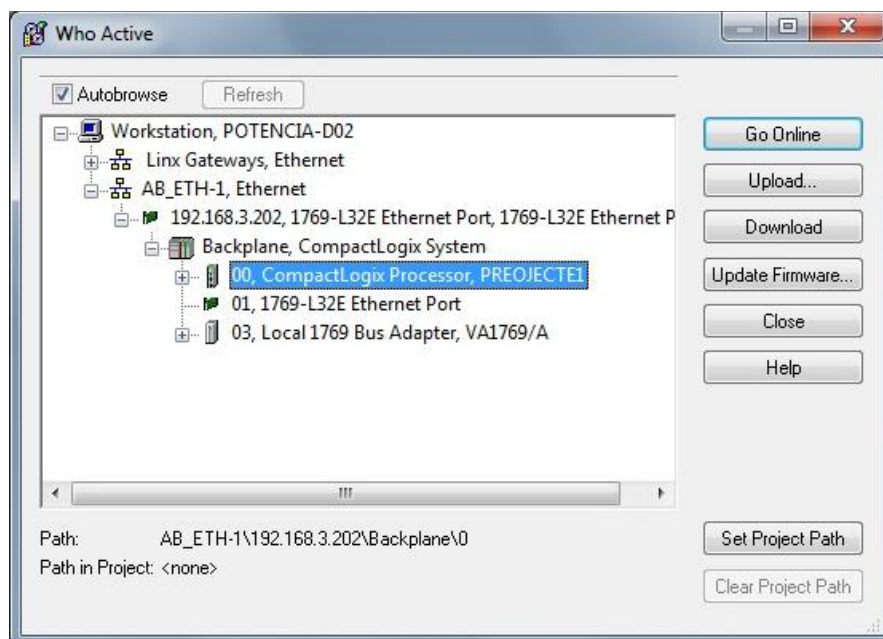 Who Active
Autobrowse Refresh
Workstation, POTENCIA-D02
Linx Gateways, Ethernet
AB_ETH-1, Ethernet
192.168.3.202, 1769-L32E Ethernet Port, 1769-L32E Ethernet P
Backplane, CompactLogix System
00, CompactLogix Processor, PREOJECTE1
01, 1769-L32E Ethernet Port
03, Local 1769 Bus Adapter, VA1769/A
Go Online
Upload...
Download
Update Firmware...
Close
Help
Path: AB_ETH-1\192.168.3.202\Backplane\0
Path in Project: <none>
Set Project Path
Clear Project Path